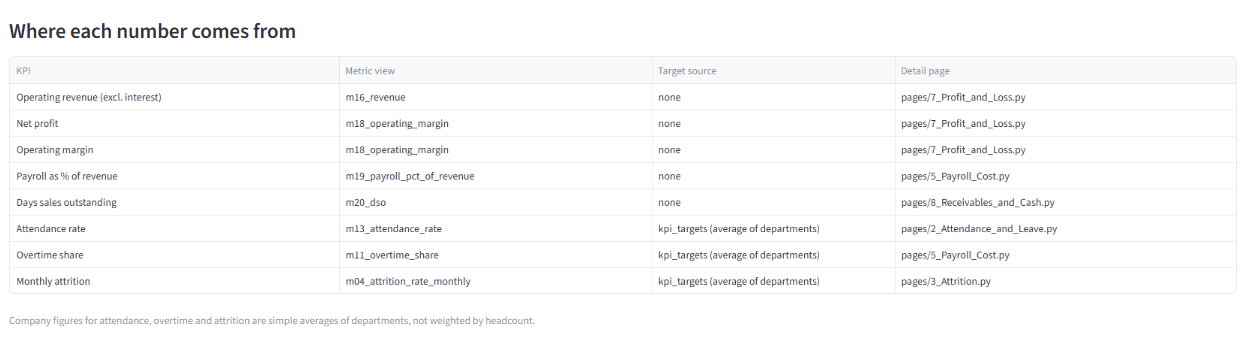 Where each number comes from
KPI Metric view Target source Detail page
Operating revenue (excl. interest) m16_revenue none pages/7_Profit_and_Loss.py
Net profit m18_operating_margin none pages/7_Profit_and_Loss.py
Operating margin m18_operating_margin none pages/7_Profit_and_Loss.py
Payroll as % of revenue m19_payroll_pct_of_revenue none pages/5_Payroll_Cost.py
Days sales outstanding m20_dso none pages/8_Receivables_and_Cash.py
Attendance rate m13_attendance_rate kpi_targets (average of departments) pages/2_Attendance_and_Leave.py
Overtime share m11_overtime_share kpi_targets (average of departments) pages/5_Payroll_Cost.py
Monthly attrition m04_attrition_rate_monthly kpi_targets (average of departments) pages/3_Attrition.py
Company figures for attendance, overtime and attrition are simple averages of departments, not weighted by headcount.